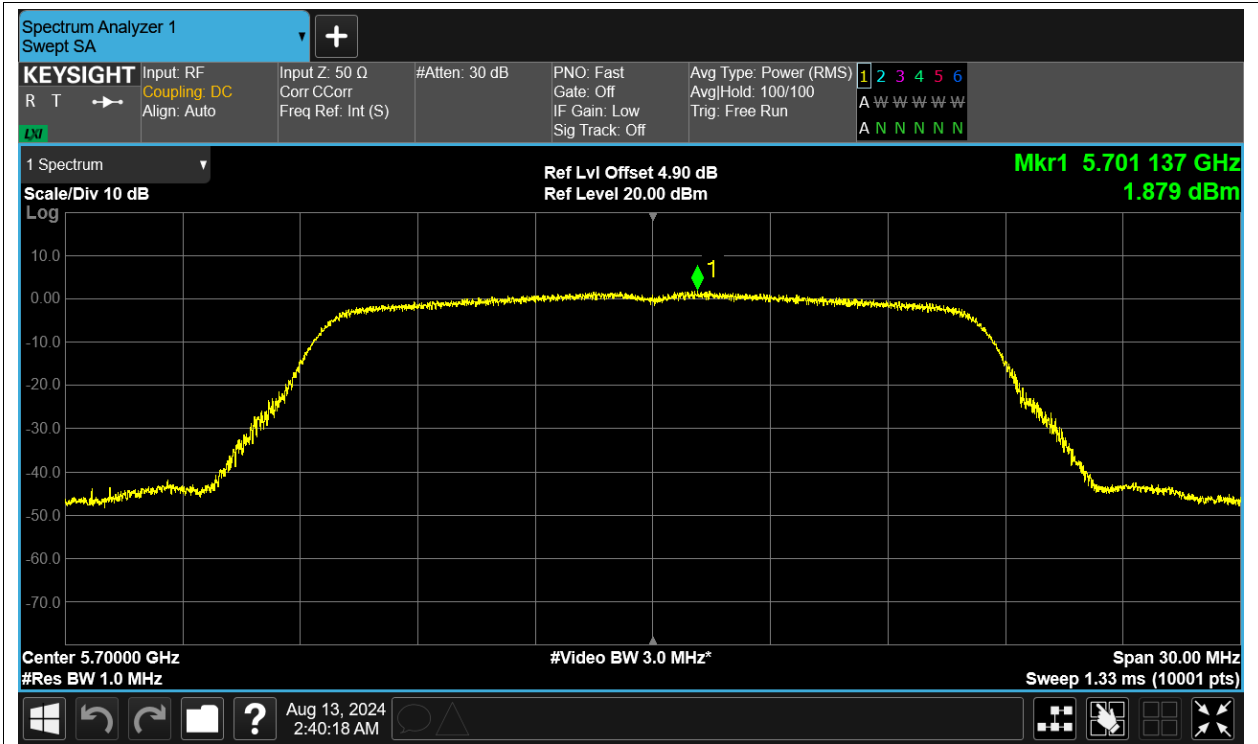 Spectrum Analyzer 1
Swept SA
KEYSIGHT
R T
LXI
Input: RF
Coupling: DC
Align: Auto
Input Z: 50 Ω
Corr CCorr
Freq Ref: Int (S)
#Atten: 30 dB
PNO: Fast
Gate: Off
IF Gain: Low
Sig Track: Off
Avg Type: Power (RMS)
Avg|Hold: 100/100
Trig: Free Run
1 2 3 4 5 6
A W W W W W
A N N N N N
1 Spectrum
Scale/Div 10 dB
Log
Ref Lvl Offset 4.90 dB
Ref Level 20.00 dBm
Mkr1 5.701 137 GHz
1.879 dBm
1
10.0
0.00
-10.0
-20.0
-30.0
-40.0
-50.0
-60.0
-70.0
Center 5.70000 GHz
#Res BW 1.0 MHz
#Video BW 3.0 MHz*
Span 30.00 MHz
Sweep 1.33 ms (10001 pts)
?
Aug 13, 2024
2:40:18 AM